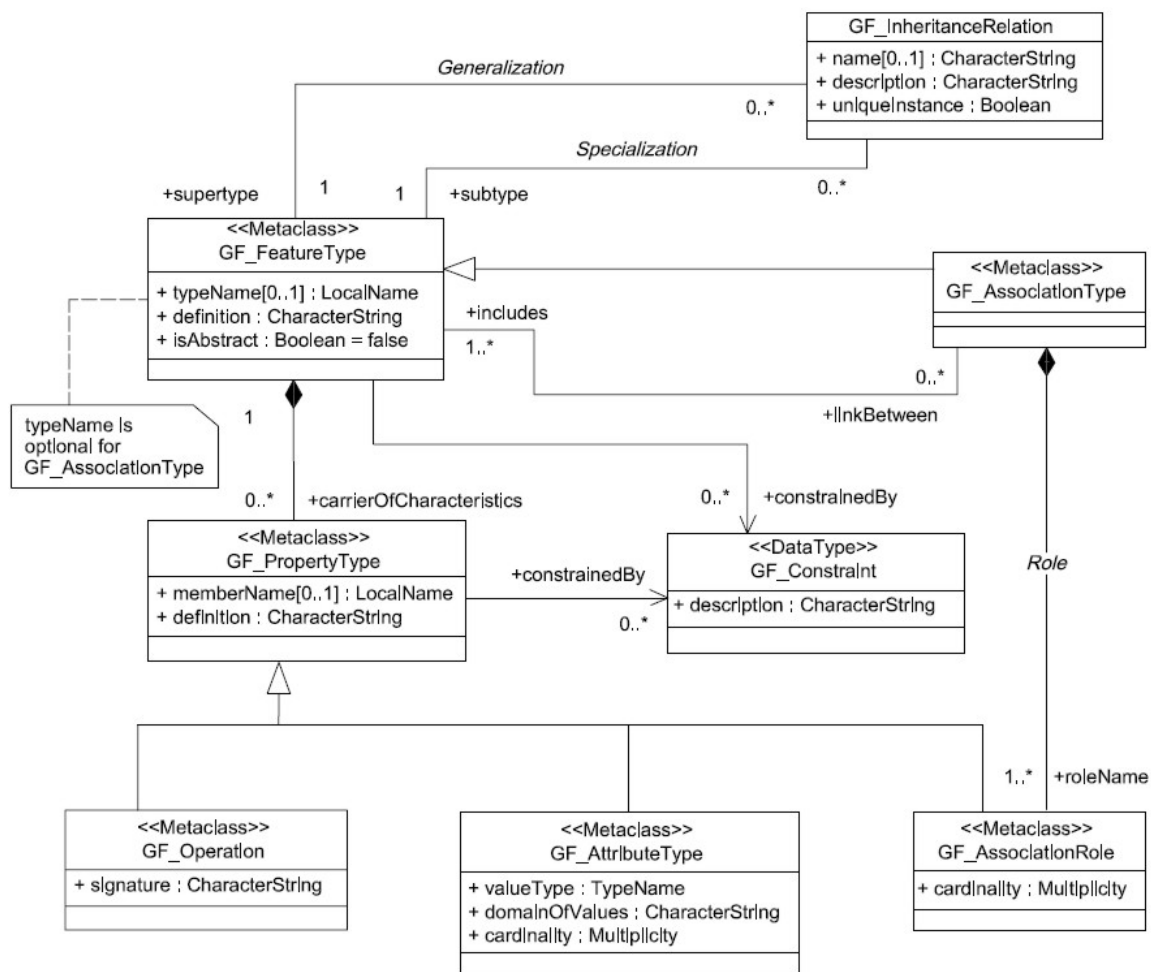 GF_InheritanceRelation
+ name[0..1] : CharacterString
+ description : CharacterString
+ uniqueInstance : Boolean
Generalization
0..*
Specialization
0..*
+supertype
1
1
+subtype
<<Metaclass>>
GF_FeatureType
+ typeName[0..1] : LocalName
+ definition : CharacterString
+ isAbstract : Boolean = false
<<Metaclass>>
GF_AssociationType
+includes
1..*
0..*
+linkBetween
typeName is
optional for
GF_AssociationType
1
0..*
+carrierOfCharacteristics
0..*
+constrainedBy
<<Metaclass>>
GF_PropertyType
+ memberName[0..1] : LocalName
+ definition : CharacterString
+constrainedBy
0..*
<<DataType>>
GF_Constraint
+ description : CharacterString
Role
1..*
+roleName
<<Metaclass>>
GF_Operation
+ signature : CharacterString
<<Metaclass>>
GF_AttributeType
+ valueType : TypeName
+ domainOfValues : CharacterString
+ cardinality : Multiplicity
<<Metaclass>>
GF_AssociationRole
+ cardinality : Multiplicity